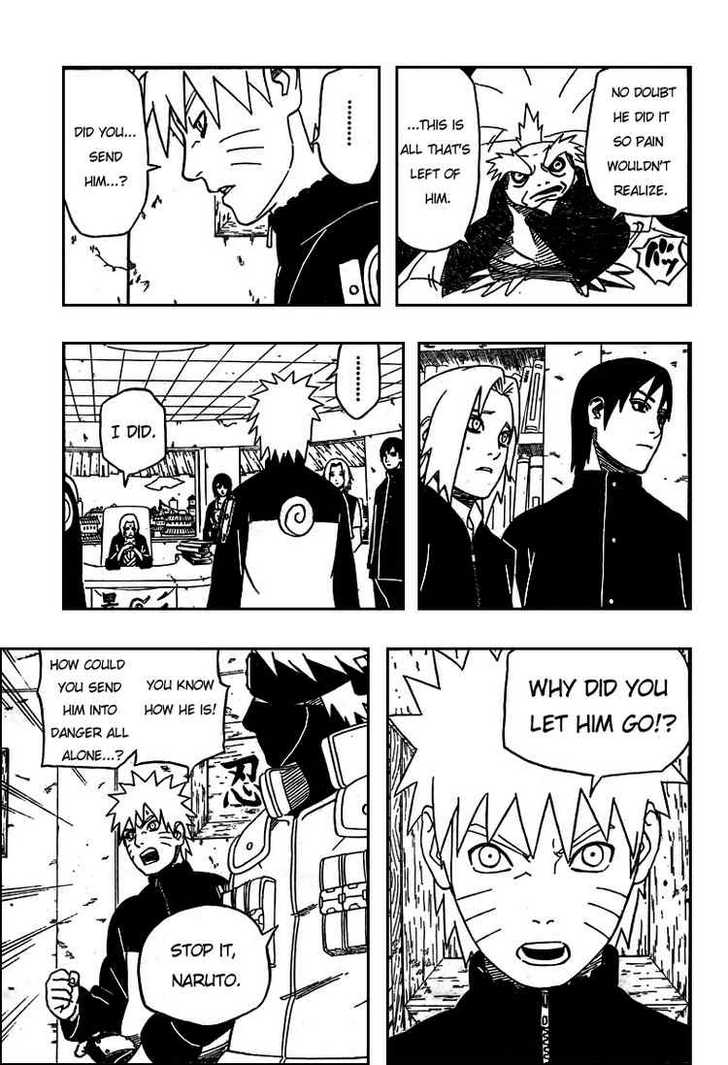 NO DOUBT
HE DID IT
SO PAIN
WOULDN'T
REALIZE.
...THIS IS
ALL THAT'S
LEFT OF
HIM.
.........
DID YOU...
SEND
HIM...?
.........
I DID.
WHY DID YOU
LET HIM GO!?
YOU KNOW
HOW HE IS!
HOW COULD
YOU SEND
HIM INTO
DANGER ALL
ALONE...?
忍
STOP IT,
NARUTO.